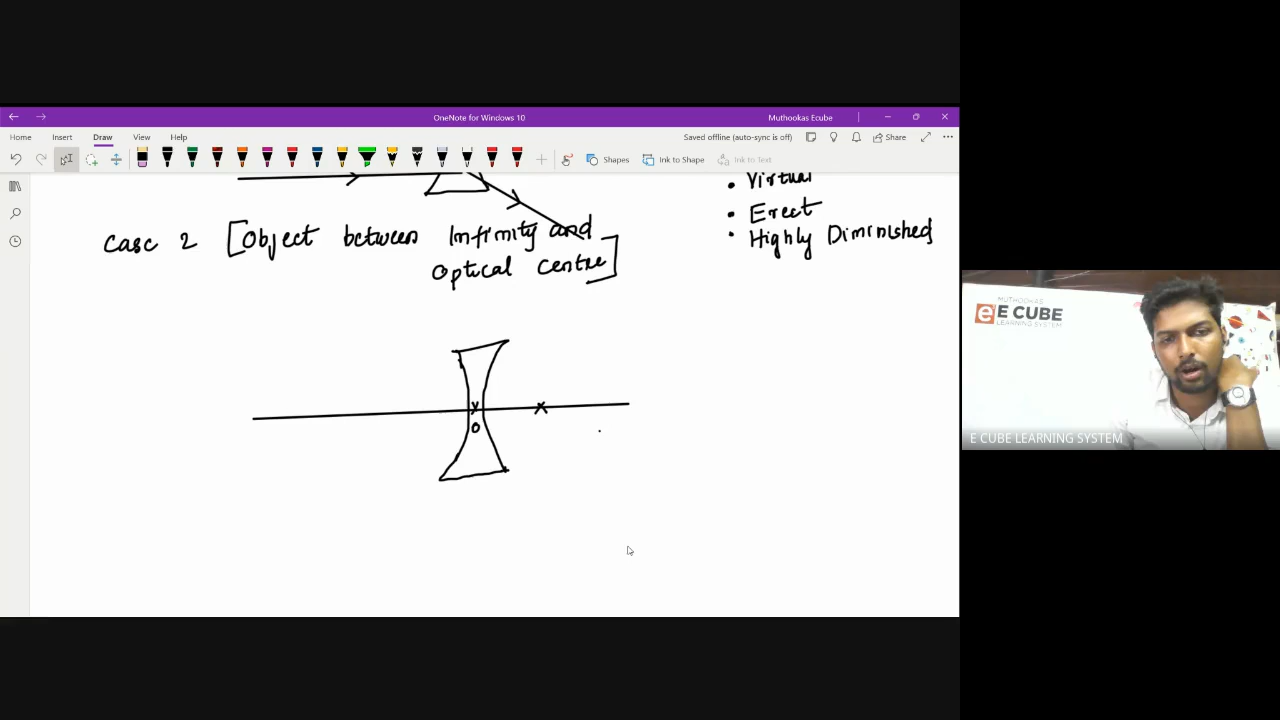 OneNote for Windows 10
Muthookas Ecube
Home Insert Draw View Help
Saved offline (auto-sync is off)
Share
Shapes
Ink to Shape
Ink to Text
• Virtual
• Erect
• Highly Diminished
Case 2 [Object between Infinity and
Optical Centre]
x x
O
MUTHOOKAS
e E CUBE
LEARNING SYSTEM
E CUBE LEARNING SYSTEM